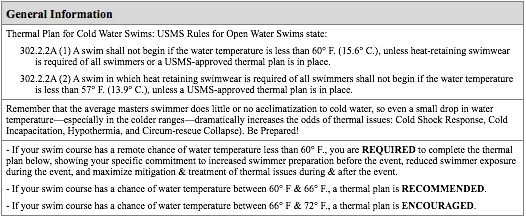 General Information
Thermal Plan for Cold Water Swims: USMS Rules for Open Water Swims state:
302.2.2A (1) A swim shall not begin if the water temperature is less than 60° F. (15.6° C.), unless heat-retaining swimwear
is required of all swimmers or a USMS-approved thermal plan is in place.
302.2.2A (2) A swim in which heat retaining swimwear is required of all swimmers shall not begin if the water temperature
is less than 57° F. (13.9° C.), unless a USMS-approved thermal plan is in place.
Remember that the average masters swimmer does little or no acclimatization to cold water, so even a small drop in water
temperature—especially in the colder ranges—dramatically increases the odds of thermal issues: Cold Shock Response, Cold
Incapacitation, Hypothermia, and Circum-rescue Collapse). Be Prepared!
- If your swim course has a remote chance of water temperature less than 60° F., you are REQUIRED to complete the thermal
plan below, showing your specific commitment to increased swimmer preparation before the event, reduced swimmer exposure
during the event, and maximize mitigation & treatment of thermal issues during & after the event.
- If your swim course has a chance of water temperature between 60° F & 66° F., a thermal plan is RECOMMENDED.
- If your swim course has a chance of water temperature between 66° F & 72° F., a thermal plan is ENCOURAGED.